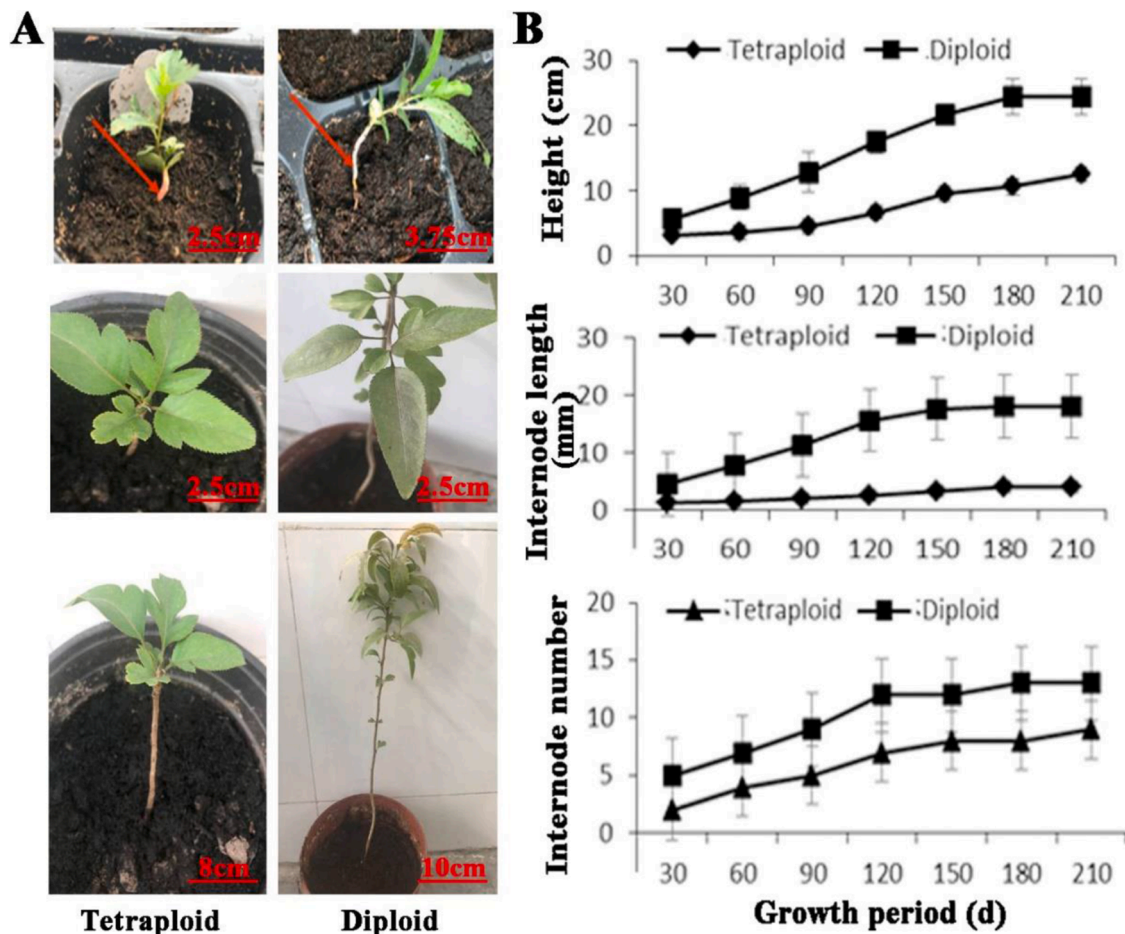 A
2.5cm
3.75cm
2.5cm
2.5cm
8cm
10cm
Tetraploid
Diploid
B
Tetraploid
Diploid
Height (cm)
30
20
10
0
30 60 90 120 150 180 210
Tetraploid
Diploid
Internode length
(mm)
30
20
10
0
30 60 90 120 150 180 210
Tetraploid
Diploid
Internode number
20
15
10
5
0
30 60 90 120 150 180 210
Growth period (d)